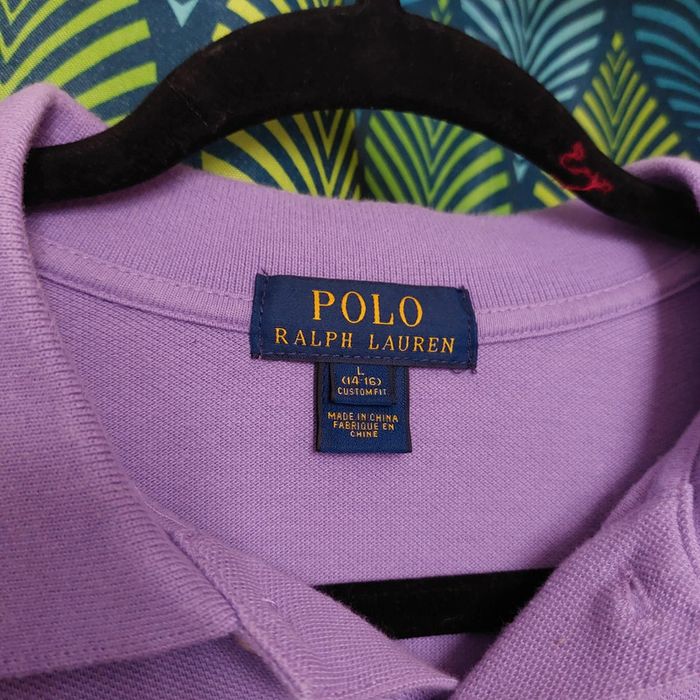 POLO
RALPH LAUREN
L
(14-16)
CUSTOM FIT
MADE IN CHINA
FABRIQUE EN
CHINE